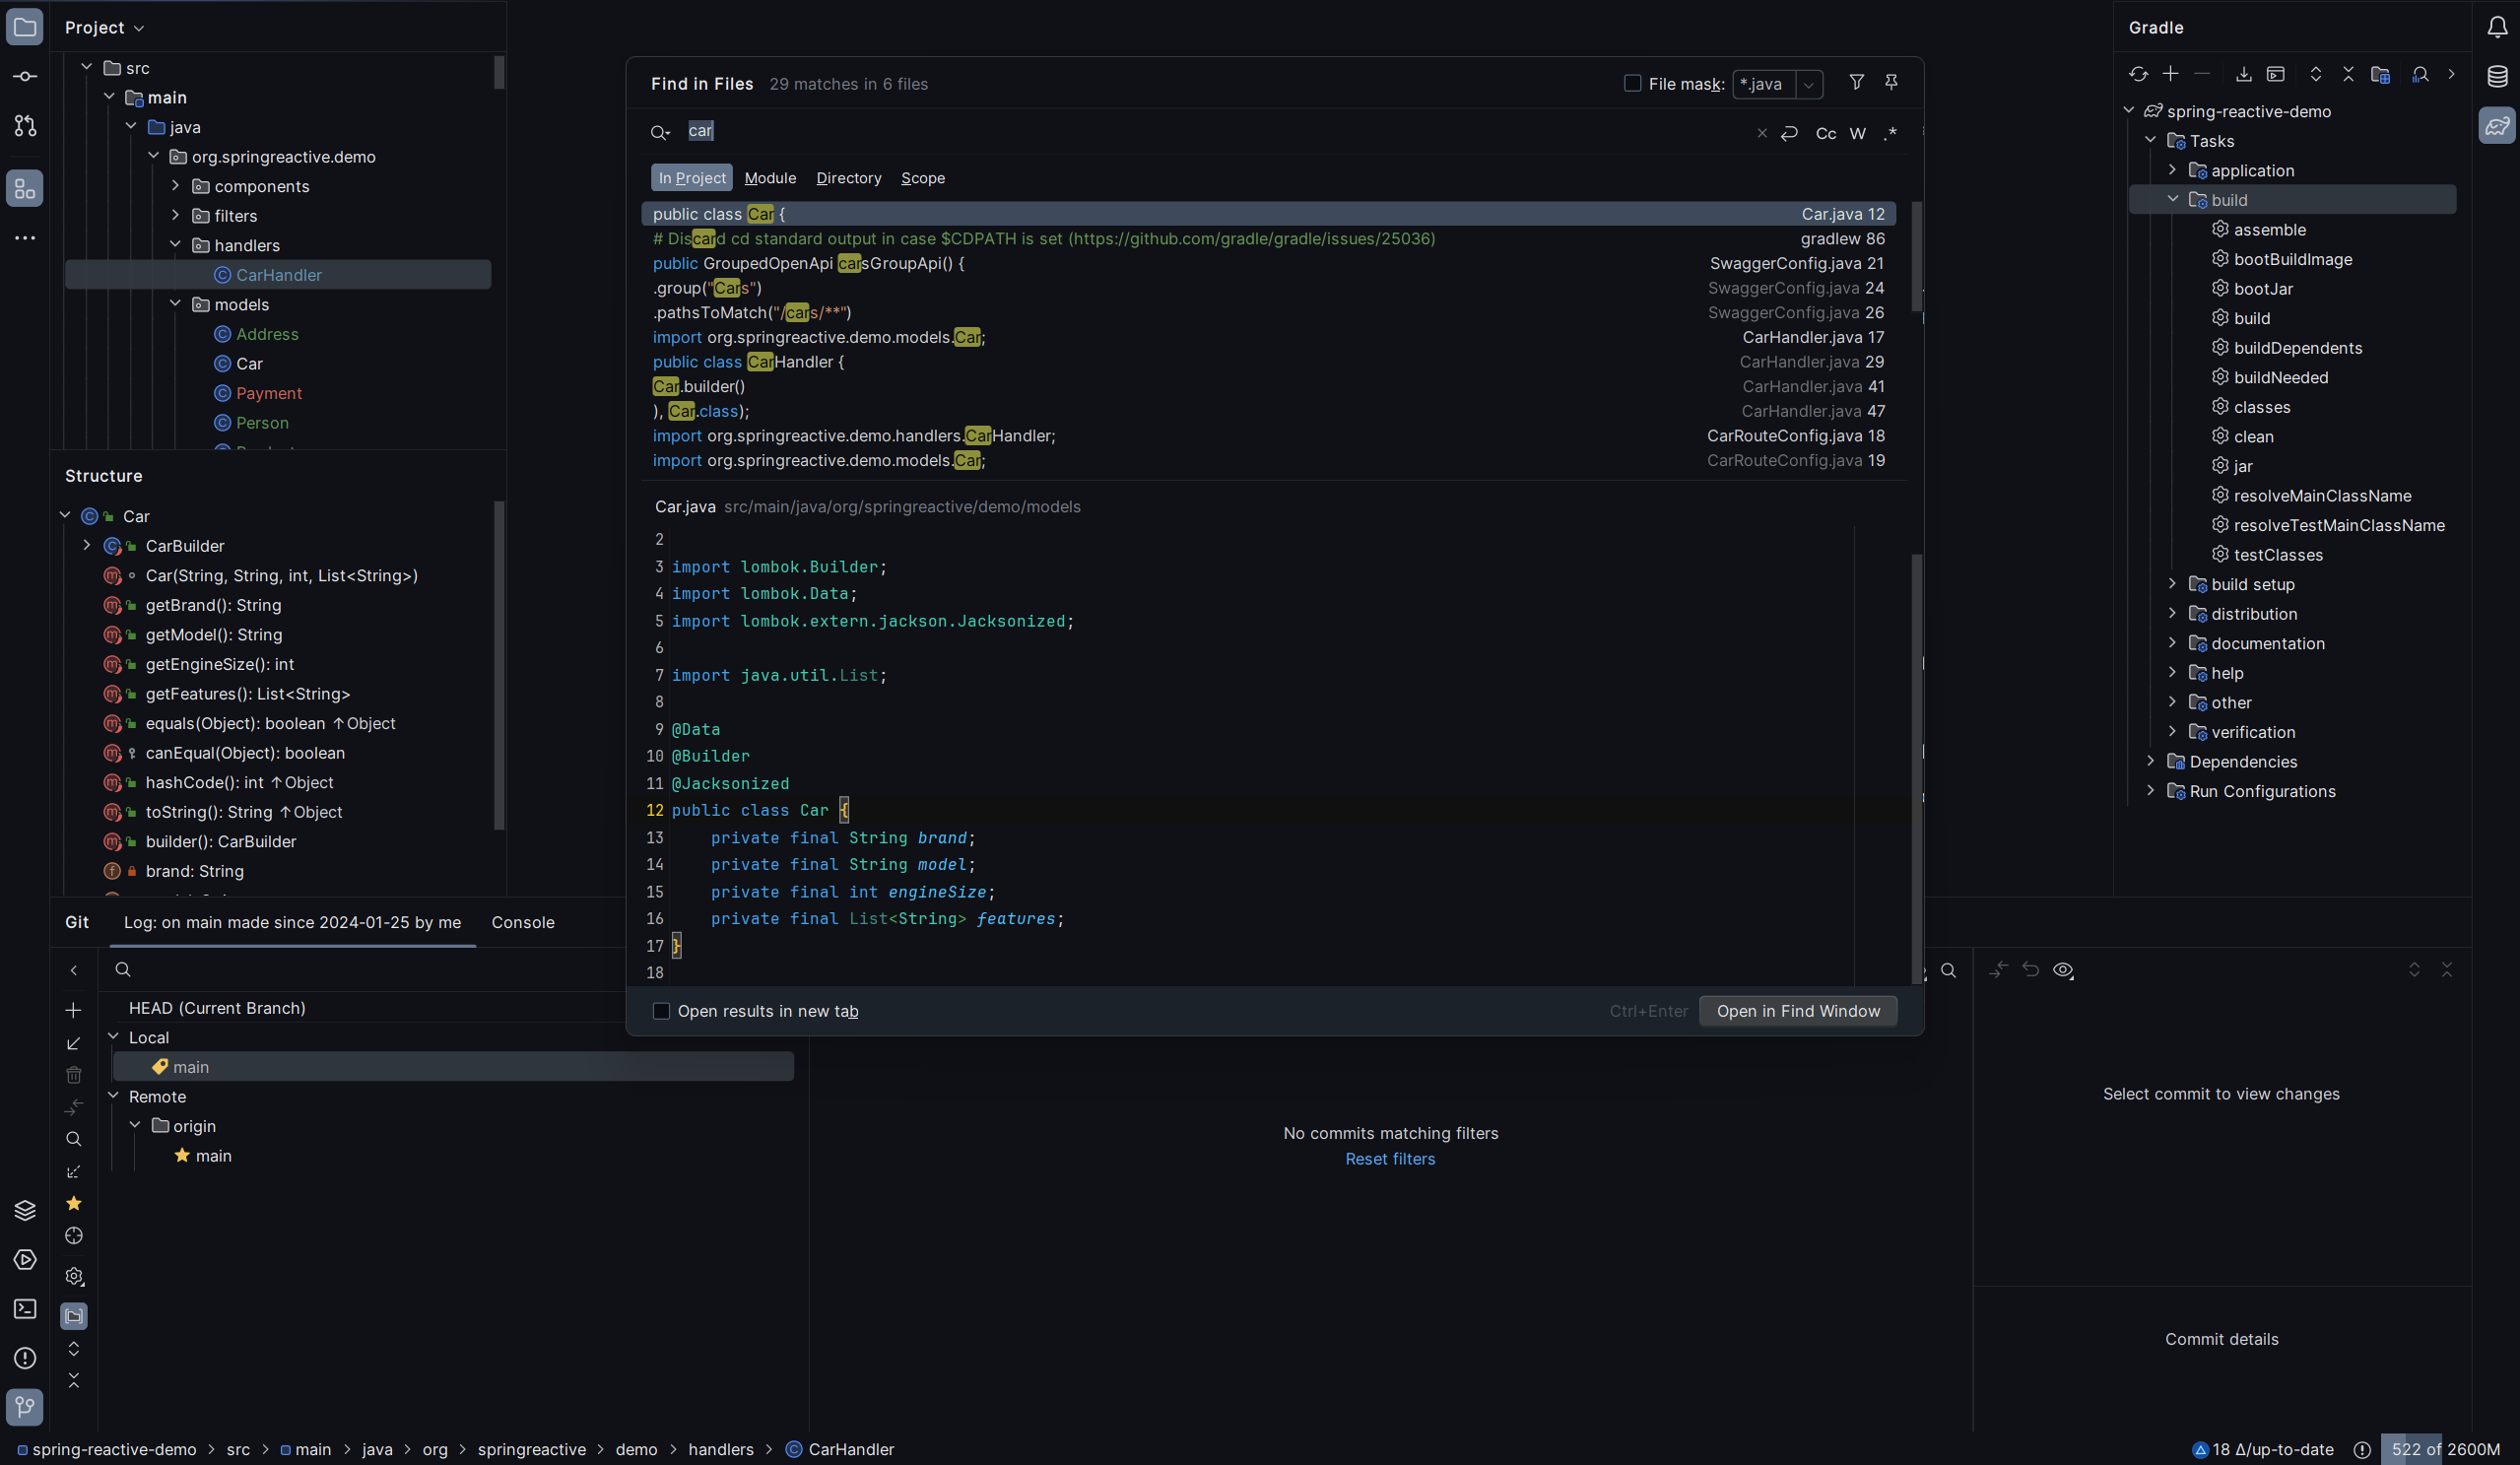 Project
src
main
java
org.springreactive.demo
components
filters
handlers
CarHandler
models
Address
Car
Payment
Person
Structure
Car
CarBuilder
Car(String, String, int, List<String>)
getBrand(): String
getModel(): String
getEngineSize(): int
getFeatures(): List<String>
equals(Object): boolean ↑Object
canEqual(Object): boolean
hashCode(): int ↑Object
toString(): String ↑Object
builder(): CarBuilder
brand: String
Find in Files 29 matches in 6 files
File mask: *.java
car
Cc W .*
In Project Module Directory Scope
public class Car { Car.java 12
# Discard cd standard output in case $CDPATH is set (https://github.com/gradle/gradle/issues/25036) gradlew 86
public GroupedOpenApi carsGroupApi() { SwaggerConfig.java 21
.group("Cars") SwaggerConfig.java 24
.pathsToMatch("/cars/**") SwaggerConfig.java 26
import org.springreactive.demo.models.Car; CarHandler.java 17
public class CarHandler { CarHandler.java 29
Car.builder() CarHandler.java 41
), Car.class); CarHandler.java 47
import org.springreactive.demo.handlers.CarHandler; CarRouteConfig.java 18
import org.springreactive.demo.models.Car; CarRouteConfig.java 19
Car.java src/main/java/org/springreactive/demo/models
2
3 import lombok.Builder;
4 import lombok.Data;
5 import lombok.extern.jackson.Jacksonized;
6
7 import java.util.List;
8
9 @Data
10 @Builder
11 @Jacksonized
12 public class Car {
13 private final String brand;
14 private final String model;
15 private final int engineSize;
16 private final List<String> features;
17 }
18
Open results in new tab Ctrl+Enter Open in Find Window
Gradle
spring-reactive-demo
Tasks
application
build
assemble
bootBuildImage
bootJar
build
buildDependents
buildNeeded
classes
clean
jar
resolveMainClassName
resolveTestMainClassName
testClasses
build setup
distribution
documentation
help
other
verification
Dependencies
Run Configurations
Git Log: on main made since 2024-01-25 by me Console
HEAD (Current Branch)
Local
main
Remote
origin
main
No commits matching filters
Reset filters
Select commit to view changes
Commit details
spring-reactive-demo > src > main > java > org > springreactive > demo > handlers > CarHandler
18 Δ/up-to-date 522 of 2600M